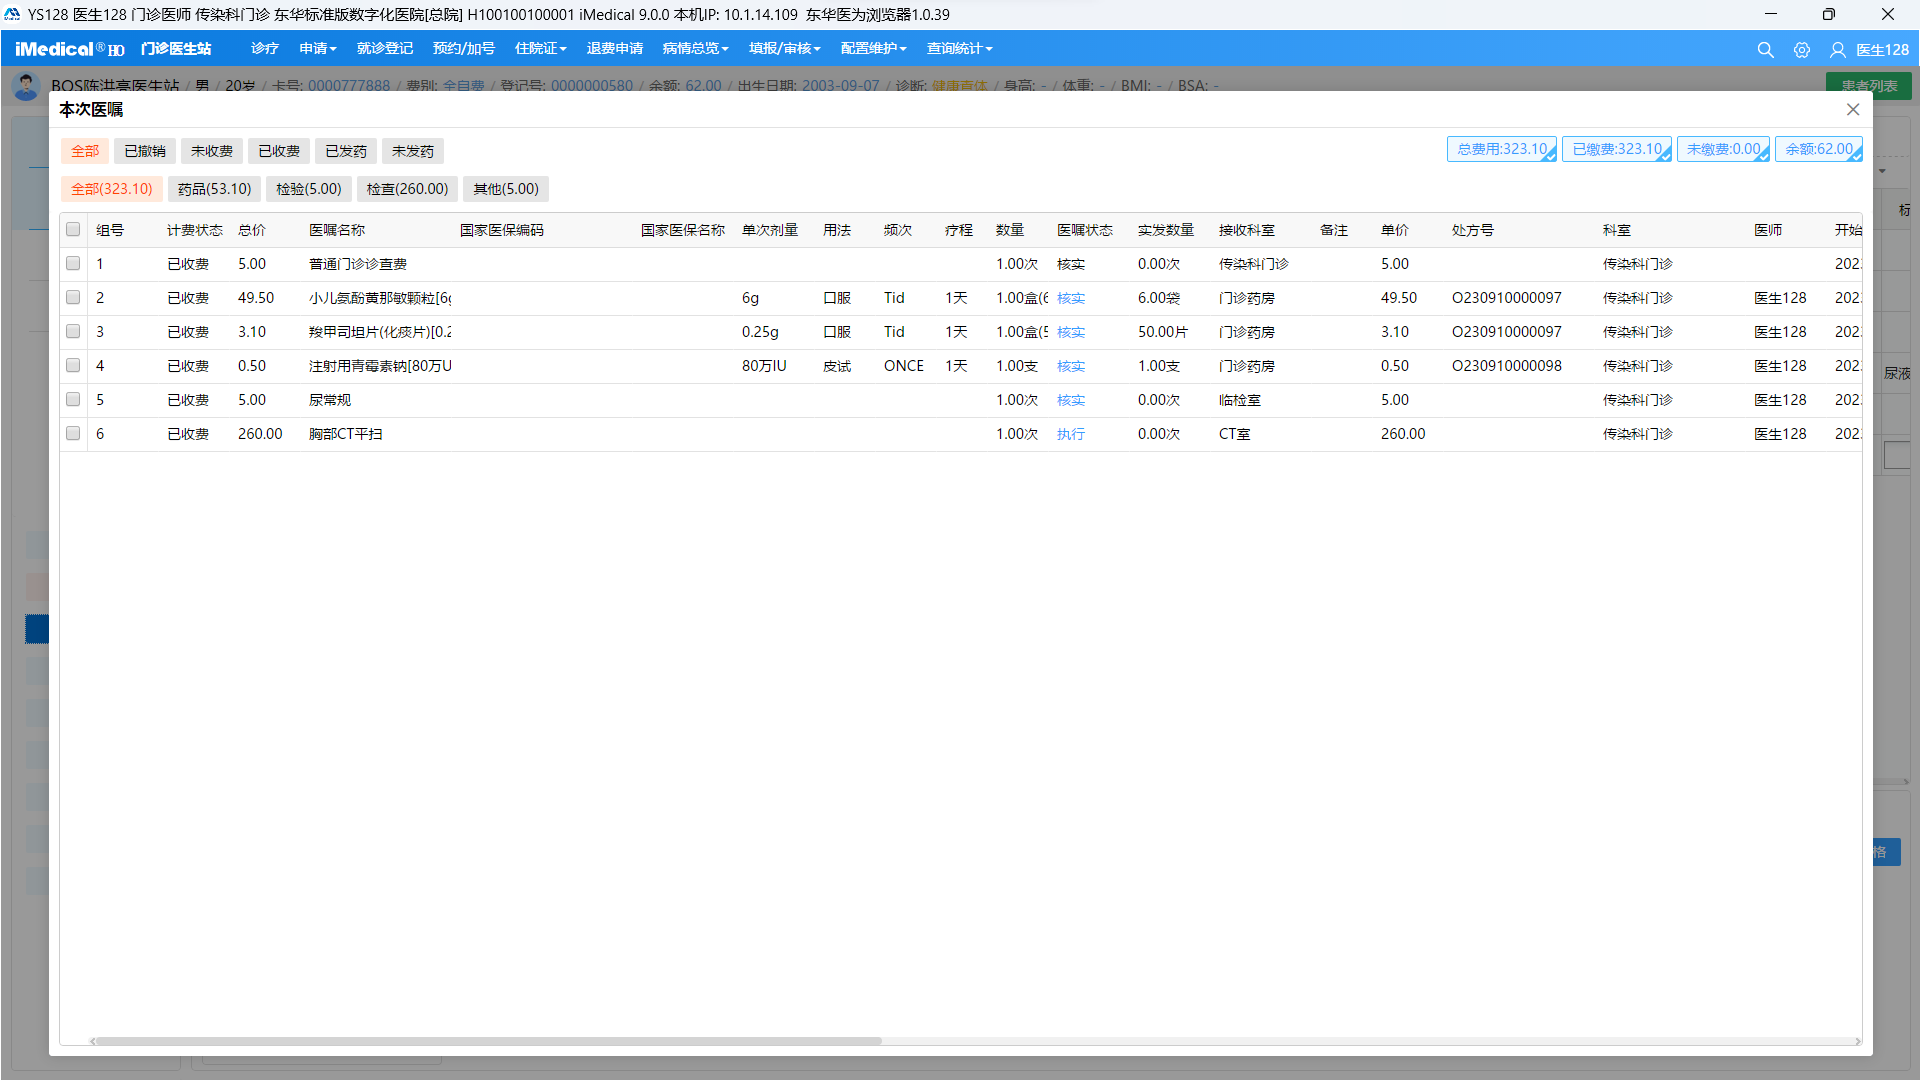 YS128 医生128 门诊医师 传染科门诊 东华标准版数字化医院[总院] H100100100001 iMedical 9.0.0 本机IP: 10.1.14.109 东华医为浏览器1.0.39
iMedical® HO 门诊医生站 诊疗 申请 就诊登记 预约/加号 住院证 退费申请 病情总览 填报/审核 配置维护 查询统计 医生128
BOS陈洪亮医生站 / 男 / 20岁 / 卡号: 0000777888 / 费别: 全自费 / 登记号: 0000000580 / 余额: 62.00 / 出生日期: 2003-09-07 / 诊断: 健康查体 / 身高: - / 体重: - / BMI: - / BSA: - 患者列表
本次医嘱
全部 已撤销 未收费 已收费 已发药 未发药 总费用:323.10 已缴费:323.10 未缴费:0.00 余额:62.00
全部(323.10) 药品(53.10) 检验(5.00) 检查(260.00) 其他(5.00)
组号 计费状态 总价 医嘱名称 国家医保编码 国家医保名称 单次剂量 用法 频次 疗程 数量 医嘱状态 实发数量 接收科室 备注 单价 处方号 科室 医师 开始 标
1 已收费 5.00 普通门诊诊查费 1.00次 核实 0.00次 传染科门诊 5.00 传染科门诊 202
2 已收费 49.50 小儿氨酚黄那敏颗粒[6g 6g 口服 Tid 1天 1.00盒(6 核实 6.00袋 门诊药房 49.50 O230910000097 传染科门诊 医生128 202
3 已收费 3.10 羧甲司坦片(化痰片)[0.2 0.25g 口服 Tid 1天 1.00盒(5 核实 50.00片 门诊药房 3.10 O230910000097 传染科门诊 医生128 202
4 已收费 0.50 注射用青霉素钠[80万U 80万IU 皮试 ONCE 1天 1.00支 核实 1.00支 门诊药房 0.50 O230910000098 传染科门诊 医生128 202
尿液
5 已收费 5.00 尿常规 1.00次 核实 0.00次 临检室 5.00 传染科门诊 医生128 202
6 已收费 260.00 胸部CT平扫 1.00次 执行 0.00次 CT室 260.00 传染科门诊 医生128 202
格